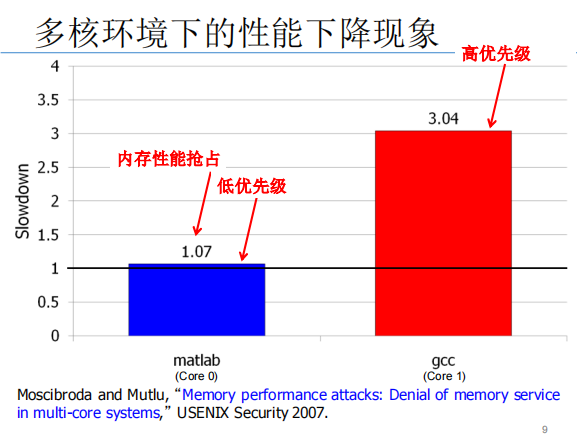 多核环境下的性能下降现象
高优先级
4
3.5
3.04
3
内存性能抢占
2.5
低优先级
2
Slowdown
1.5
1.07
1
0.5
0
matlab
gcc
(Core 0)
(Core 1)
Moscibroda and Mutlu, “Memory performance attacks: Denial of memory service
in multi-core systems,” USENIX Security 2007.
9